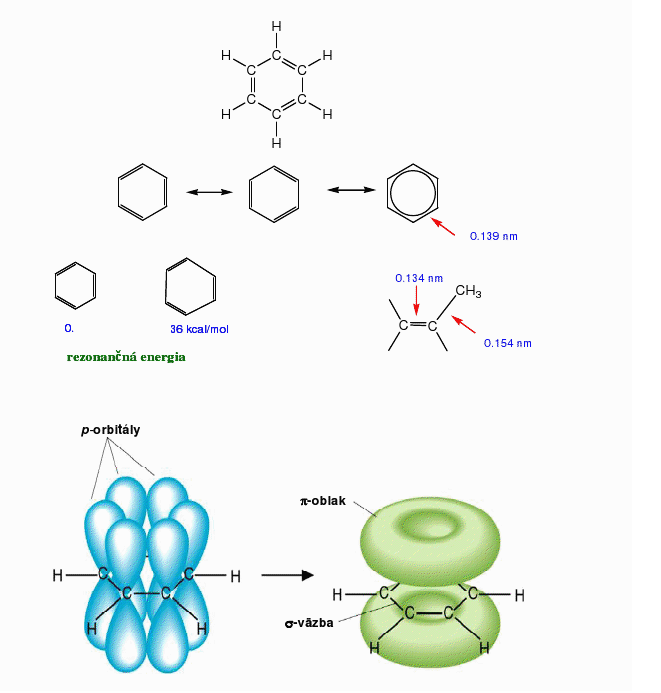 H
H C H
C C
C C
H C H
H
0.139 nm
0.134 nm
CH3
C C
0. 36 kcal/mol
0.154 nm
rezonančná energia
p-orbitály
π-oblak
H C C H
C C
H H
σ-väzba
H C C H
C C
H H